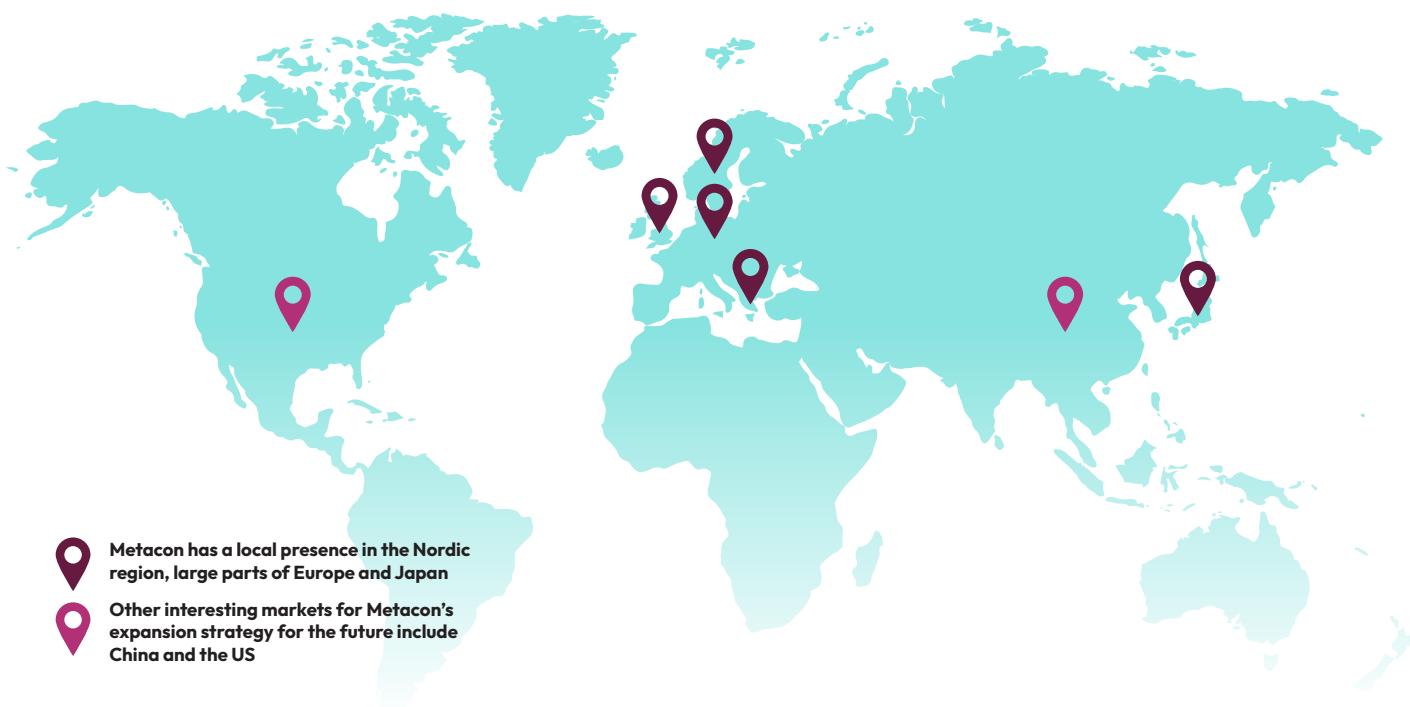 Metacon has a local presence in the Nordic
region, large parts of Europe and Japan
Other interesting markets for Metacon’s
expansion strategy for the future include
China and the US